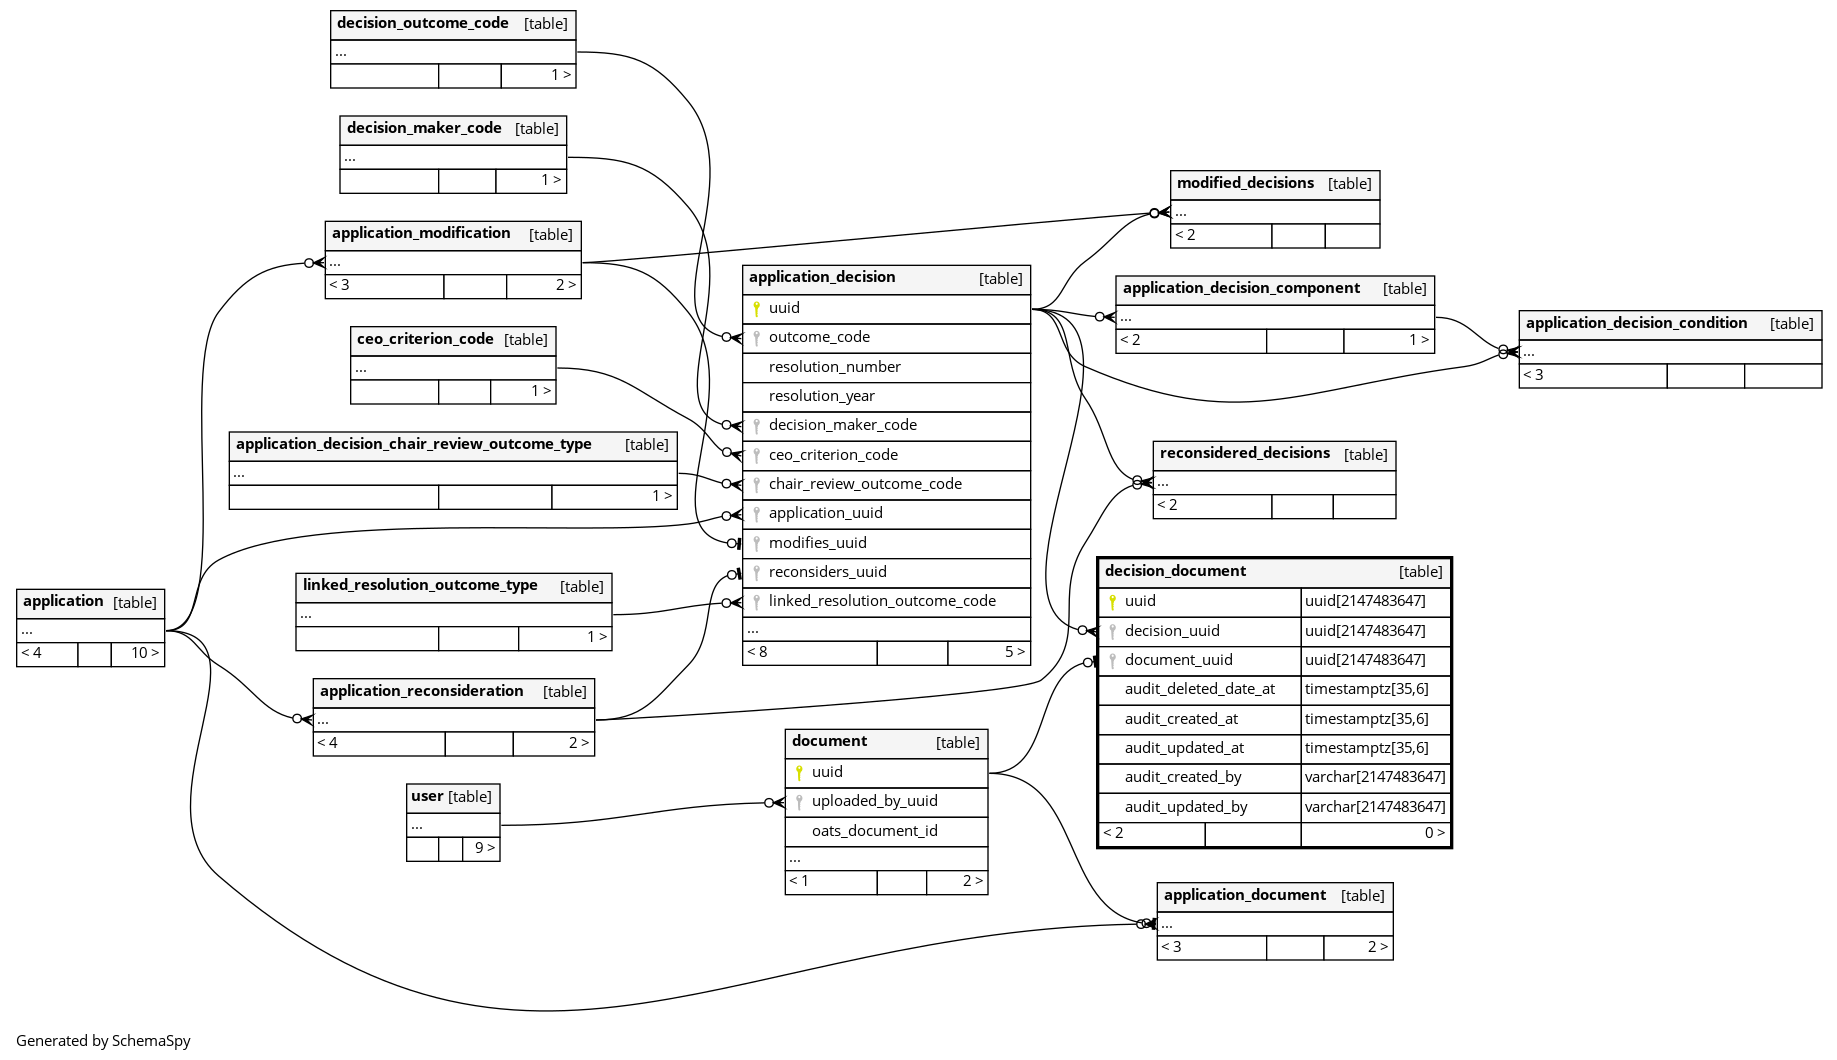 decision_outcome_code [table]
...
1 >
decision_maker_code [table]
...
1 >
application_modification [table]
...
< 3 2 >
ceo_criterion_code [table]
...
1 >
application_decision_chair_review_outcome_type [table]
...
1 >
application [table]
...
< 4 10 >
linked_resolution_outcome_type [table]
...
1 >
application_reconsideration [table]
...
< 4 2 >
user [table]
...
9 >
application_decision [table]
uuid
outcome_code
resolution_number
resolution_year
decision_maker_code
ceo_criterion_code
chair_review_outcome_code
application_uuid
modifies_uuid
reconsiders_uuid
linked_resolution_outcome_code
...
< 8 5 >
document [table]
uuid
uploaded_by_uuid
oats_document_id
...
< 1 2 >
modified_decisions [table]
...
< 2
application_decision_component [table]
...
< 2 1 >
application_decision_condition [table]
...
< 3
reconsidered_decisions [table]
...
< 2
decision_document [table]
uuid uuid[2147483647]
decision_uuid uuid[2147483647]
document_uuid uuid[2147483647]
audit_deleted_date_at timestamptz[35,6]
audit_created_at timestamptz[35,6]
audit_updated_at timestamptz[35,6]
audit_created_by varchar[2147483647]
audit_updated_by varchar[2147483647]
< 2 0 >
application_document [table]
...
< 3 2 >
Generated by SchemaSpy